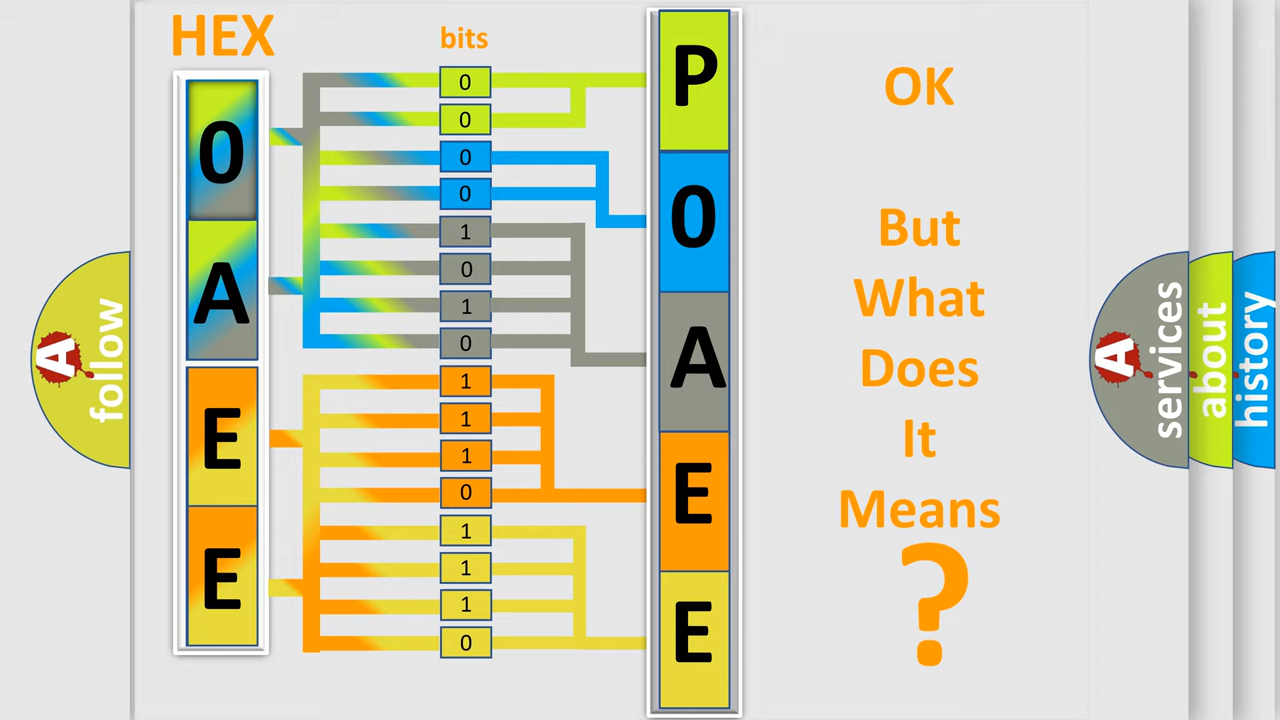 HEX
bits
0
A
E
E
0
0
0
0
1
0
1
0
1
1
1
0
1
1
1
0
P
0
A
E
E
OK
But
What
Does
It
Means
?
A
follow
A
services
about
history